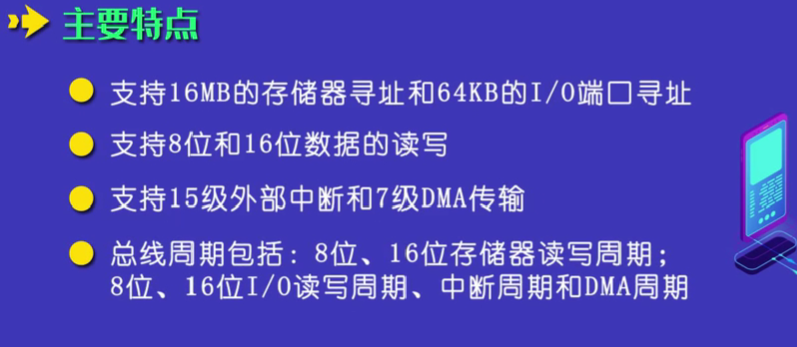 主要特点
支持16MB的存储器寻址和64KB的I/O端口寻址
支持8位和16位数据的读写
支持15级外部中断和7级DMA传输
总线周期包括：8位、16位存储器读写周期；
8位、16位I/O读写周期、中断周期和DMA周期